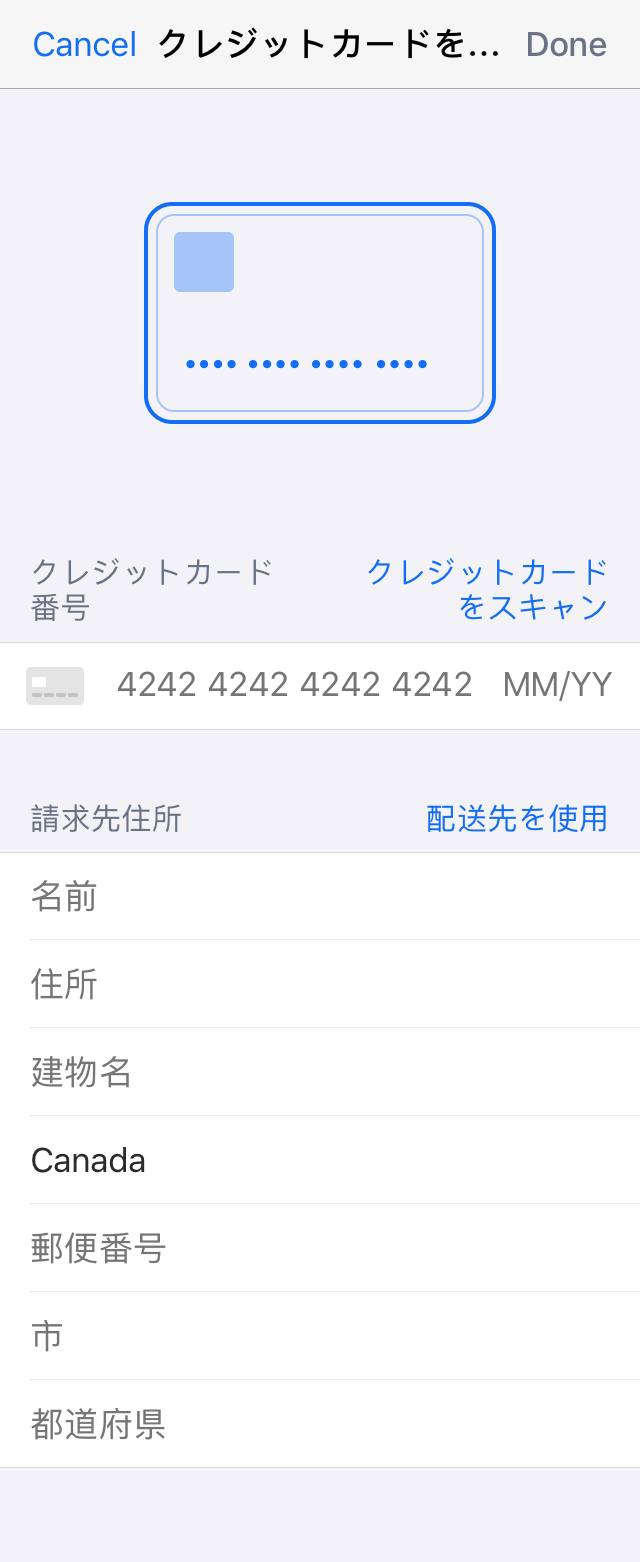 Cancel クレジットカードを... Done
クレジットカード
番号
クレジットカード
をスキャン
4242 4242 4242 4242 MM/YY
請求先住所 配送先を使用
名前
住所
建物名
Canada
郵便番号
市
都道府県